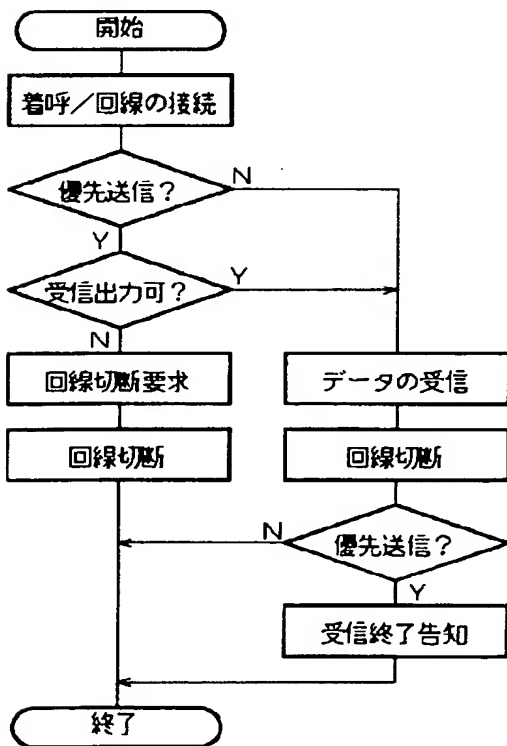 開始
着呼／回線の接続
優先送信？
N
Y
受信出力可？
Y
N
回線切断要求
データの受信
回線切断
回線切断
N
優先送信？
Y
受信終了告知
終了